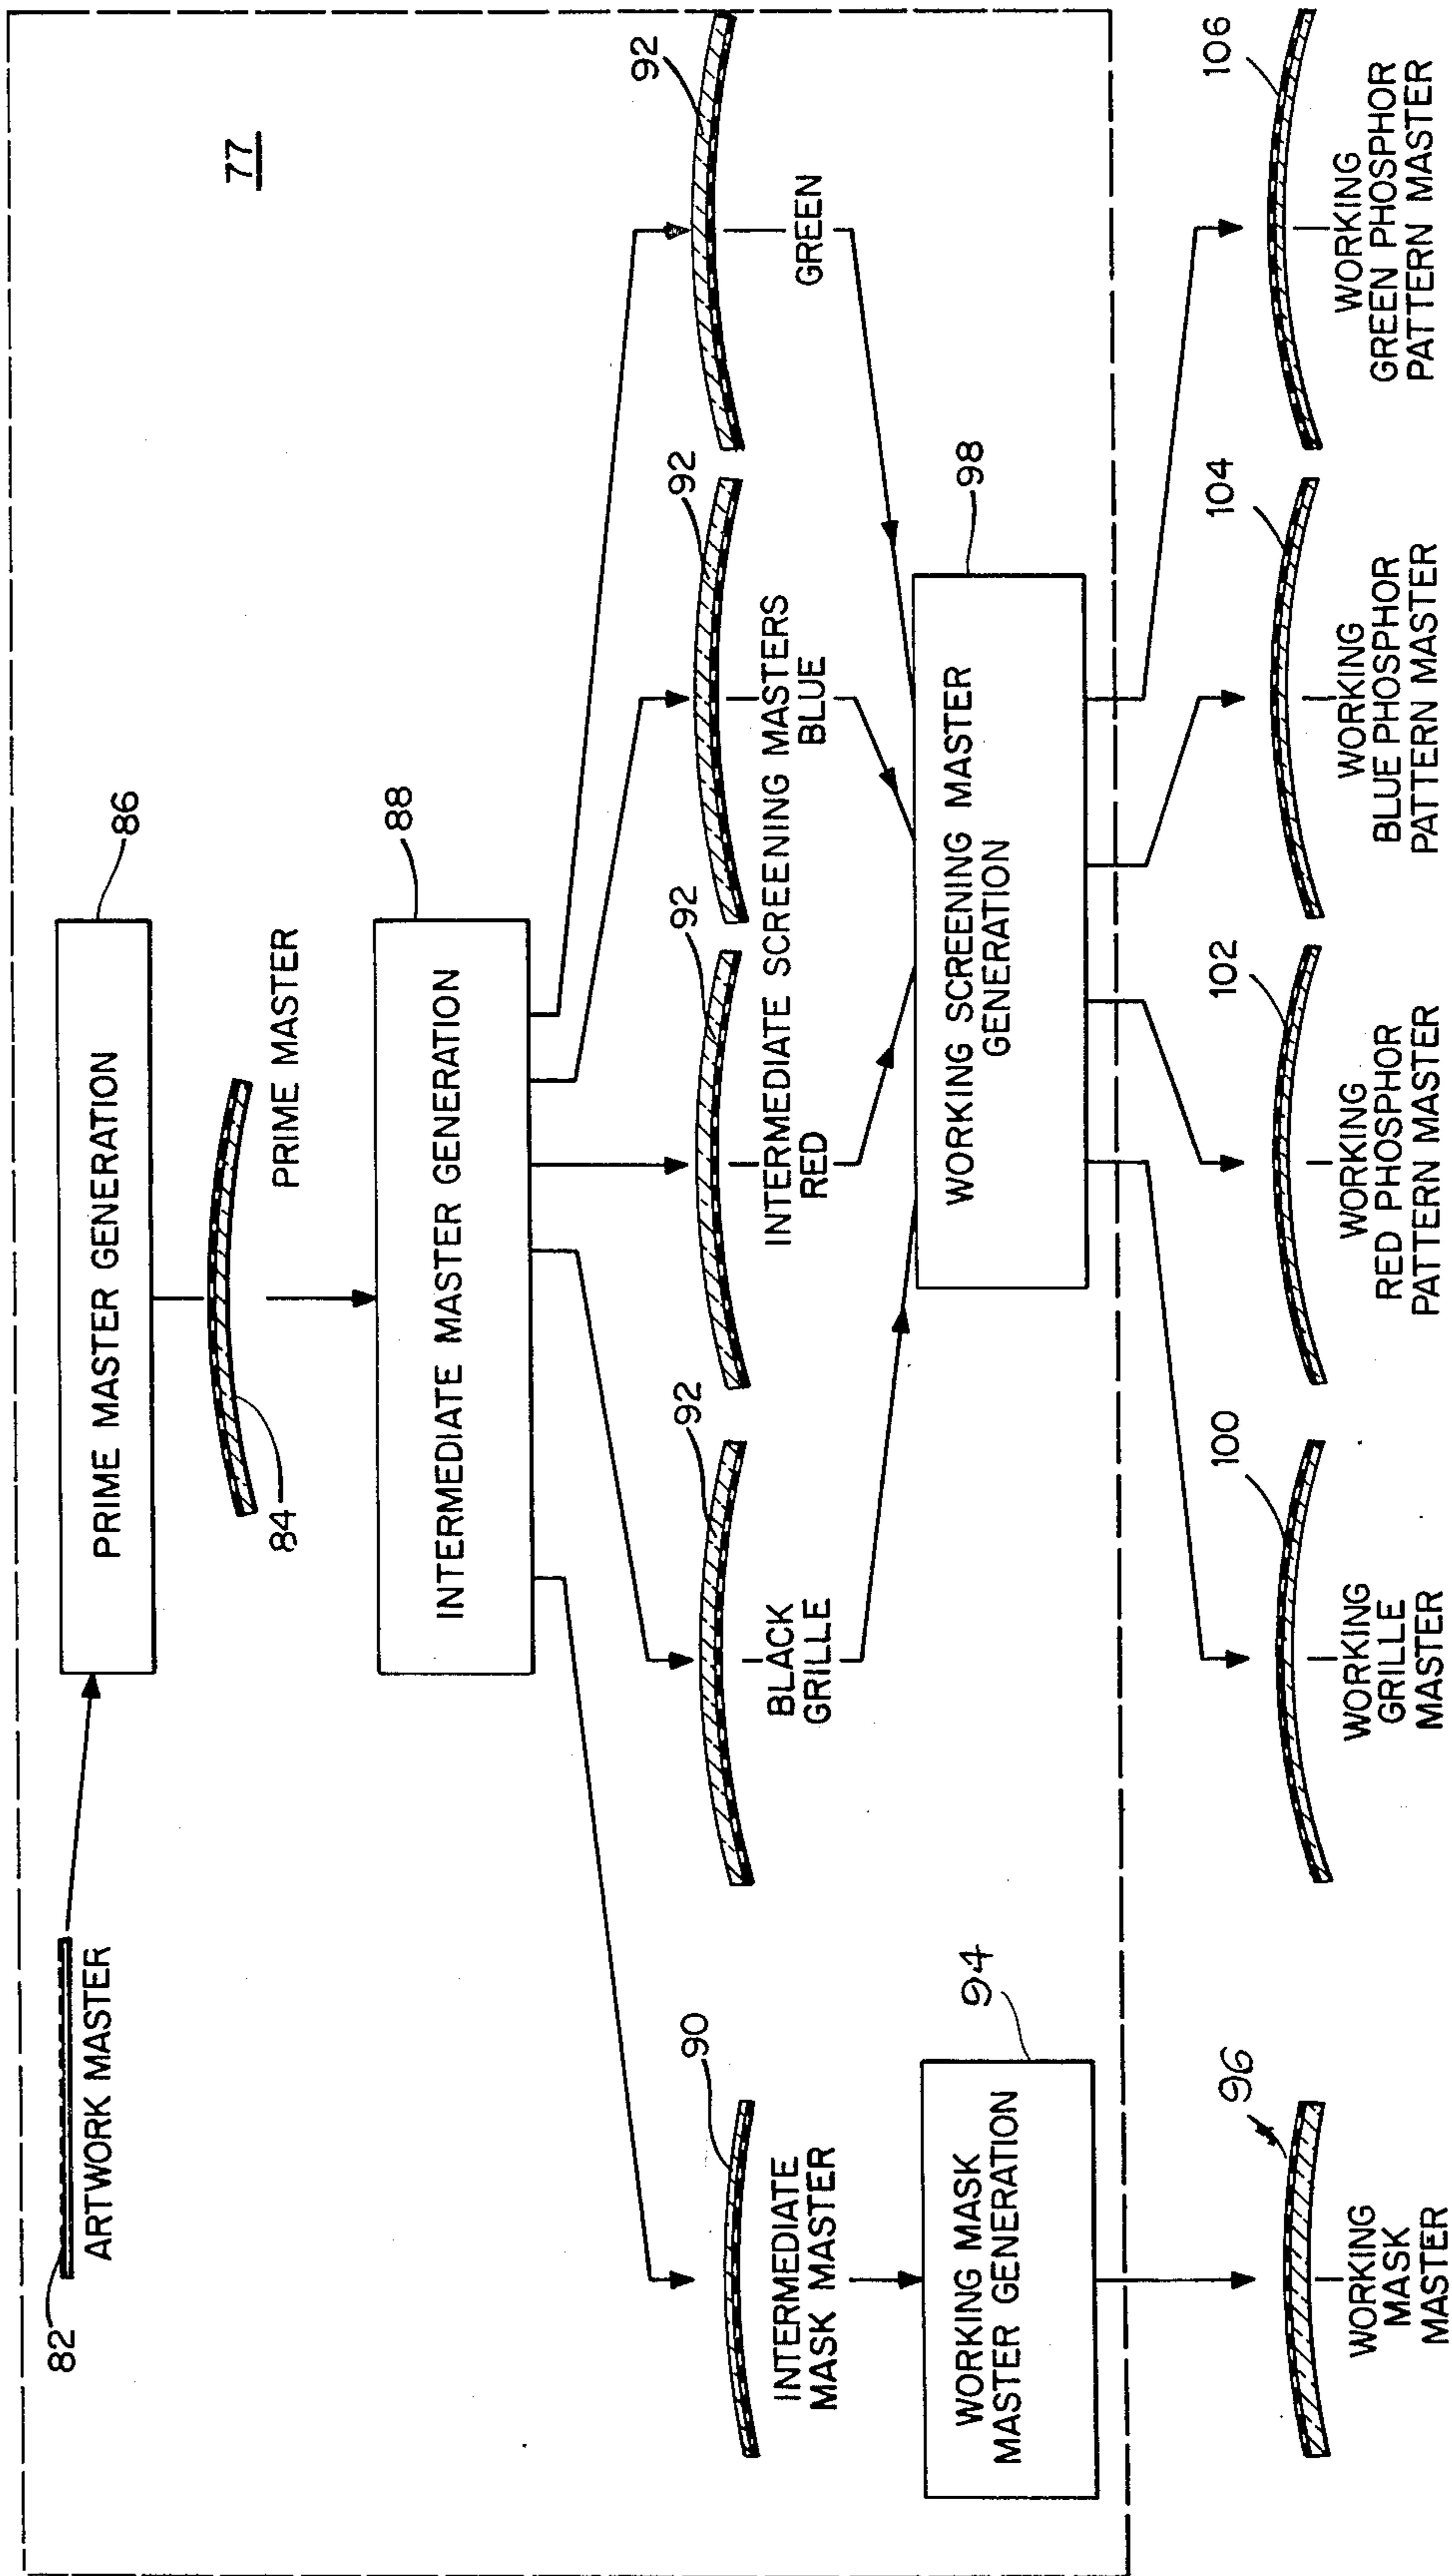 77
82
ARTWORK MASTER
PRIME MASTER GENERATION
86
84
PRIME MASTER
INTERMEDIATE MASTER GENERATION
88
90
INTERMEDIATE
MASK MASTER
92
BLACK
GRILLE
92
92
92
INTERMEDIATE SCREENING MASTERS
RED
BLUE
GREEN
WORKING MASK
MASTER GENERATION
94
WORKING SCREENING MASTER
GENERATION
98
96
WORKING
MASK
MASTER
100
WORKING
GRILLE
MASTER
102
WORKING
RED PHOSPHOR
PATTERN MASTER
104
WORKING
BLUE PHOSPHOR
PATTERN MASTER
106
WORKING
GREEN PHOSPHOR
PATTERN MASTER